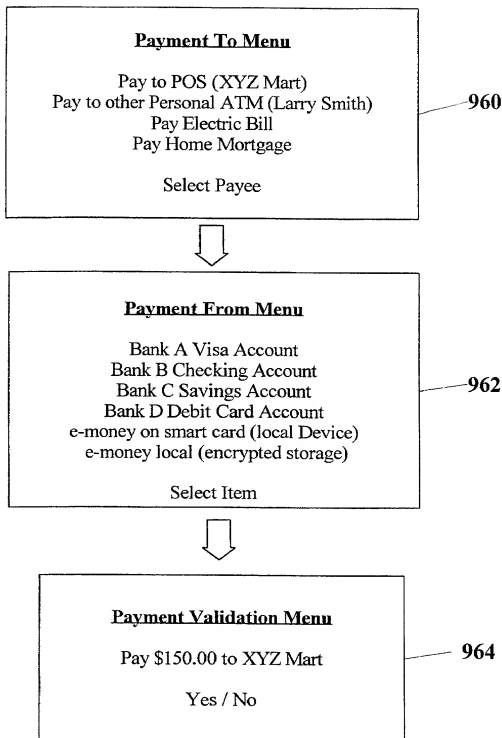 Payment To Menu
Pay to POS (XYZ Mart)
Pay to other Personal ATM (Larry Smith)
Pay Electric Bill
Pay Home Mortgage
Select Payee
960
Payment From Menu
Bank A Visa Account
Bank B Checking Account
Bank C Savings Account
Bank D Debit Card Account
e-money on smart card (local Device)
e-money local (encrypted storage)
Select Item
962
Payment Validation Menu
Pay $150.00 to XYZ Mart
Yes / No
964